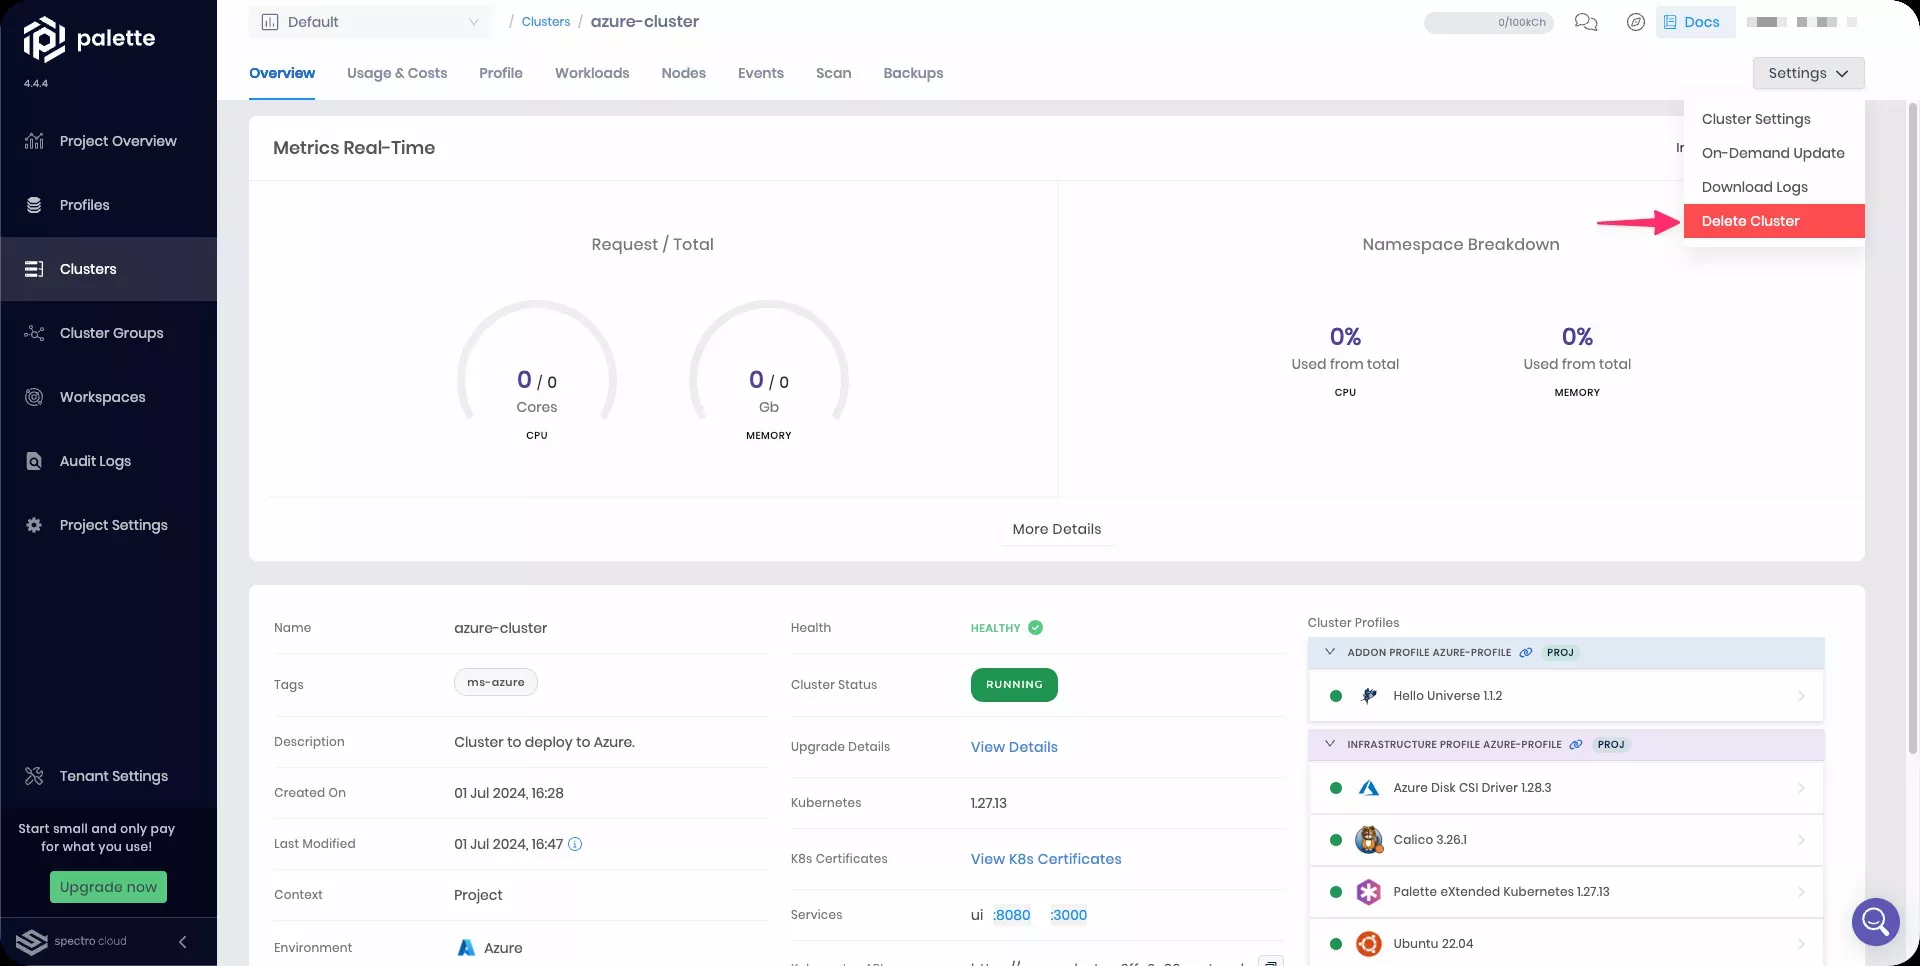 palette
4.4.4
Project Overview
Profiles
Clusters
Cluster Groups
Workspaces
Audit Logs
Project Settings
Tenant Settings
Start small and only pay
for what you use!
Upgrade now
spectro cloud
Default
/ Clusters / azure-cluster
0/100kCh
Docs
Overview
Usage & Costs
Profile
Workloads
Nodes
Events
Scan
Backups
Settings
Cluster Settings
On-Demand Update
Download Logs
Delete Cluster
Metrics Real-Time
Request / Total
0 / 0
Cores
CPU
0 / 0
Gb
MEMORY
Namespace Breakdown
0%
Used from total
CPU
0%
Used from total
MEMORY
More Details
Name
azure-cluster
Tags
ms-azure
Description
Cluster to deploy to Azure.
Created On
01 Jul 2024, 16:28
Last Modified
01 Jul 2024, 16:47
Context
Project
Environment
Azure
Health
HEALTHY
Cluster Status
RUNNING
Upgrade Details
View Details
Kubernetes
1.27.13
K8s Certificates
View K8s Certificates
Services
ui :8080 :3000
Cluster Profiles
ADDON PROFILE AZURE-PROFILE PROJ
Hello Universe 1.1.2
INFRASTRUCTURE PROFILE AZURE-PROFILE PROJ
Azure Disk CSI Driver 1.28.3
Calico 3.26.1
Palette eXtended Kubernetes 1.27.13
Ubuntu 22.04